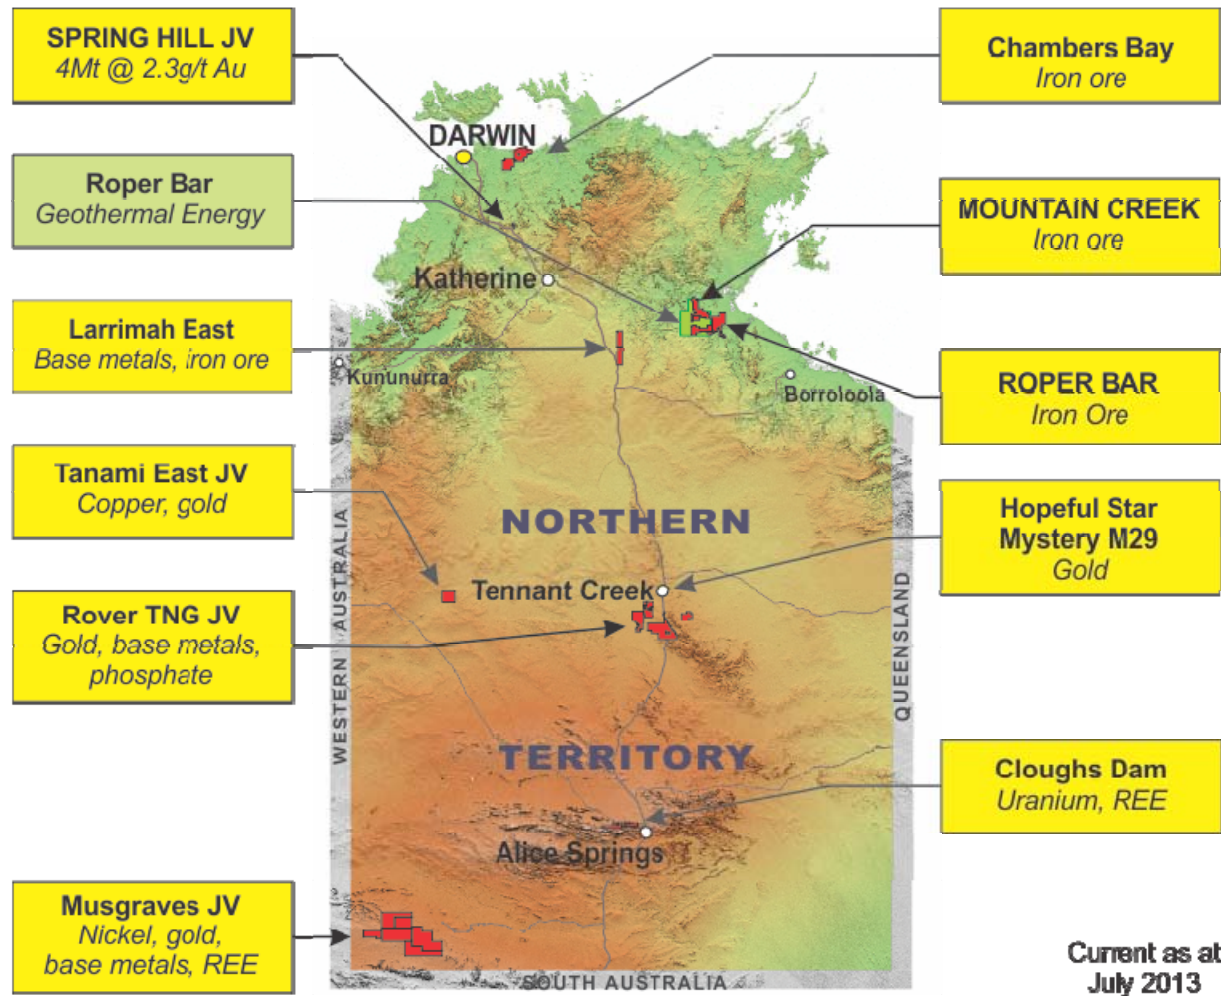 SPRING HILL JV
4Mt @ 2.3g/t Au
Roper Bar
Geothermal Energy
Larrimah East
Base metals, iron ore
Tanami East JV
Copper, gold
Rover TNG JV
Gold, base metals,
phosphate
Musgraves JV
Nickel, gold,
base metals, REE
DARWIN
Katherine
Kununurra
Borroloola
NORTHERN
Tennant Creek
TERRITORY
Alice Springs
WESTERN AUSTRALIA
QUEENSLAND
SOUTH AUSTRALIA
Chambers Bay
Iron ore
MOUNTAIN CREEK
Iron ore
ROPER BAR
Iron Ore
Hopeful Star
Mystery M29
Gold
Cloughs Dam
Uranium, REE
Current as at
July 2013